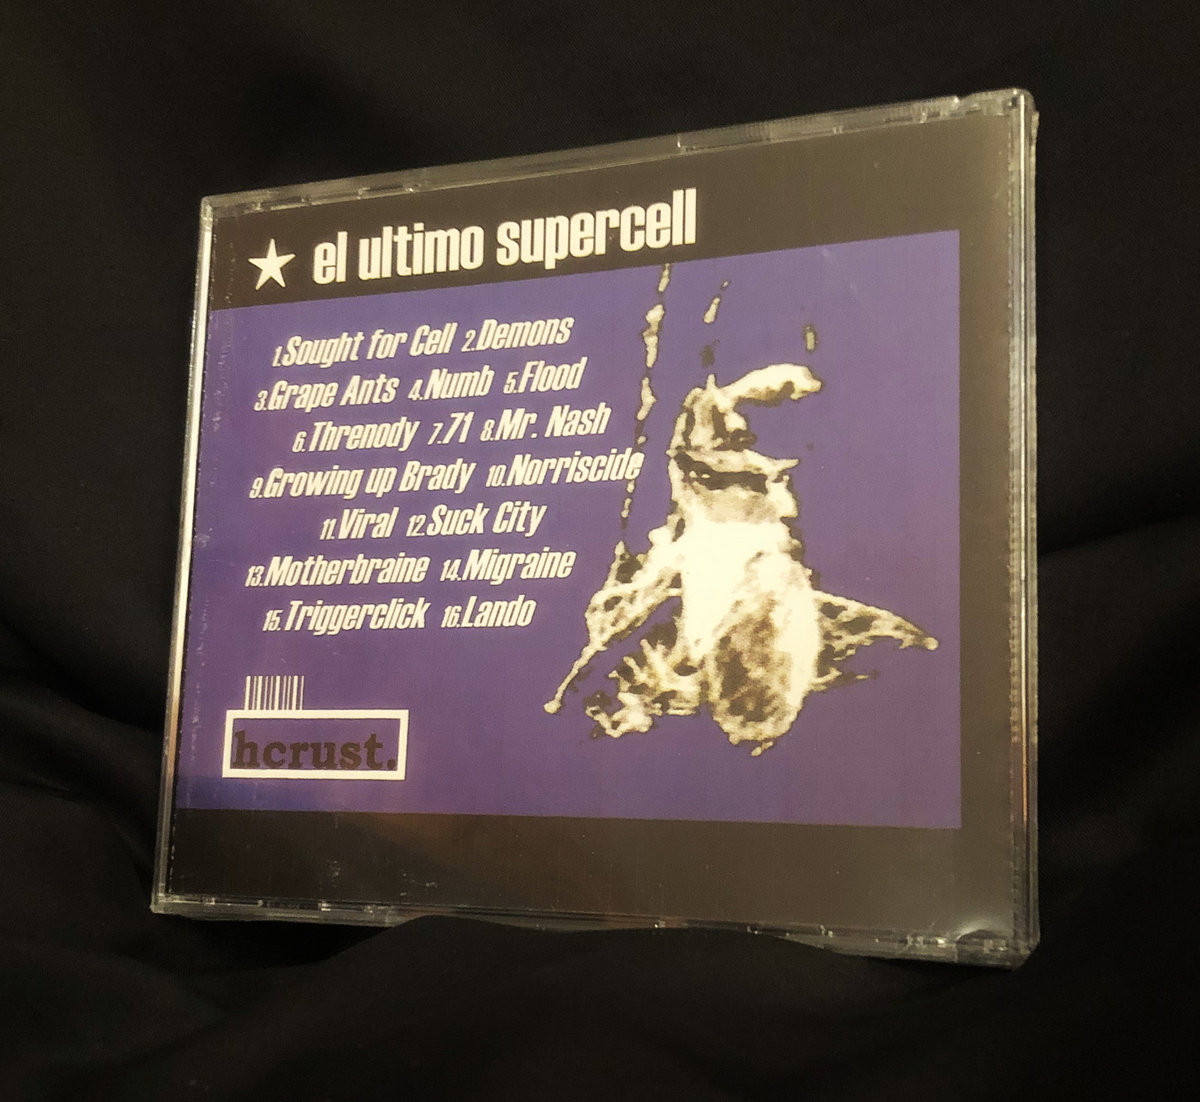 el ultimo supercell
1.Sought for Cell 2.Demons
3.Grape Ants 4.Numb 5.Flood
6.Threnody 7.71 8.Mr. Nash
9.Growing up Brady 10.Norriscide
11.Viral 12.Suck City
13.Motherbraine 14.Migraine
15.Triggerclick 16.Lando
hcrust.